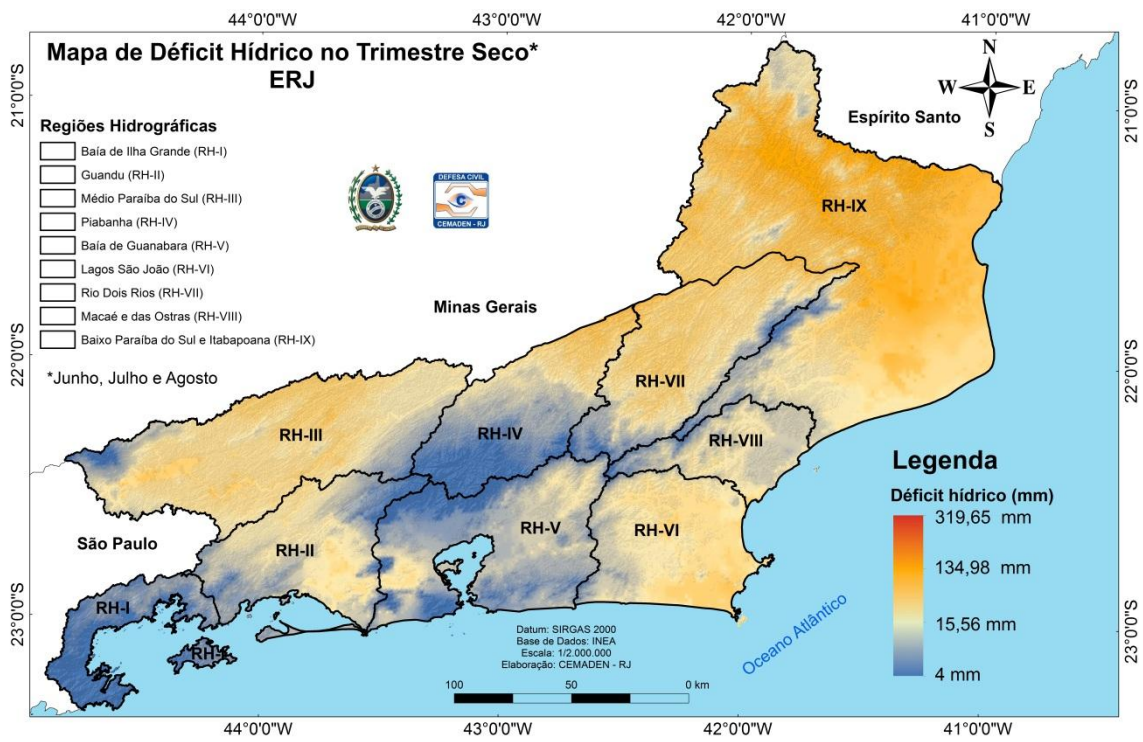 44°0'0"W
43°0'0"W
42°0'0"W
41°0'0"W
Mapa de Déficit Hídrico no Trimestre Seco*
ERJ
N
W
E
S
21°0'0"S
21°0'0"S
Espírito Santo
Regiões Hidrográficas
Baía de Ilha Grande (RH-I)
Guandu (RH-II)
Médio Paraíba do Sul (RH-III)
Piabanha (RH-IV)
Baía de Guanabara (RH-V)
Lagos São João (RH-VI)
Rio Dois Rios (RH-VII)
Macaé e das Ostras (RH-VIII)
Baixo Paraíba do Sul e Itabapoana (RH-IX)
*Junho, Julho e Agosto
DEFESA CIVIL
C
CEMADEN - RJ
RH-IX
Minas Gerais
22°0'0"S
22°0'0"S
RH-VII
RH-III
RH-IV
RH-VIII
Legenda
Déficit hídrico (mm)
319,65 mm
134,98 mm
15,56 mm
4 mm
São Paulo
RH-II
RH-V
RH-VI
RH-I
RH-I
23°0'0"S
23°0'0"S
Oceano Atlântico
Datum: SIRGAS 2000
Base de Dados: INEA
Escala: 1/2.000.000
Elaboração: CEMADEN - RJ
100 50 0 km
44°0'0"W
43°0'0"W
42°0'0"W
41°0'0"W